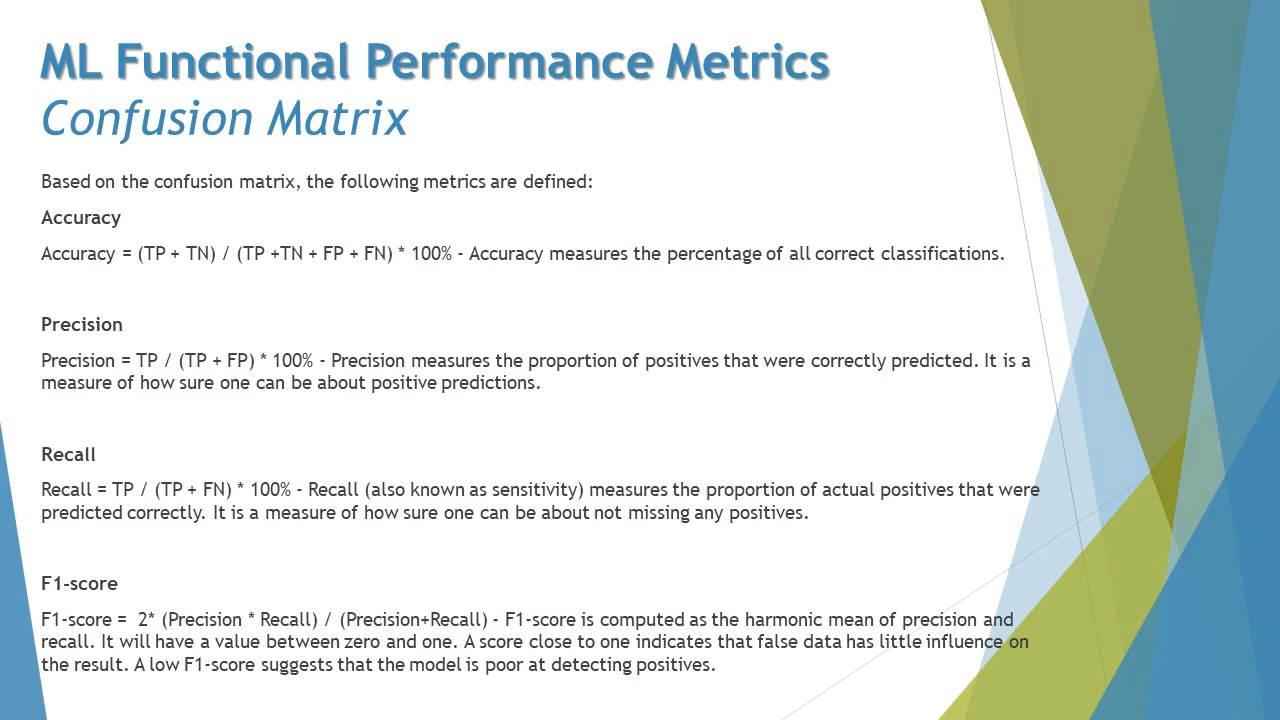 ML Functional Performance Metrics
Confusion Matrix
Based on the confusion matrix, the following metrics are defined:
Accuracy
Accuracy = (TP + TN) / (TP +TN + FP + FN) * 100% - Accuracy measures the percentage of all correct classifications.
Precision
Precision = TP / (TP + FP) * 100% - Precision measures the proportion of positives that were correctly predicted. It is a
measure of how sure one can be about positive predictions.
Recall
Recall = TP / (TP + FN) * 100% - Recall (also known as sensitivity) measures the proportion of actual positives that were
predicted correctly. It is a measure of how sure one can be about not missing any positives.
F1-score
F1-score =  2* (Precision * Recall) / (Precision+Recall) - F1-score is computed as the harmonic mean of precision and
recall. It will have a value between zero and one. A score close to one indicates that false data has little influence on
the result. A low F1-score suggests that the model is poor at detecting positives.